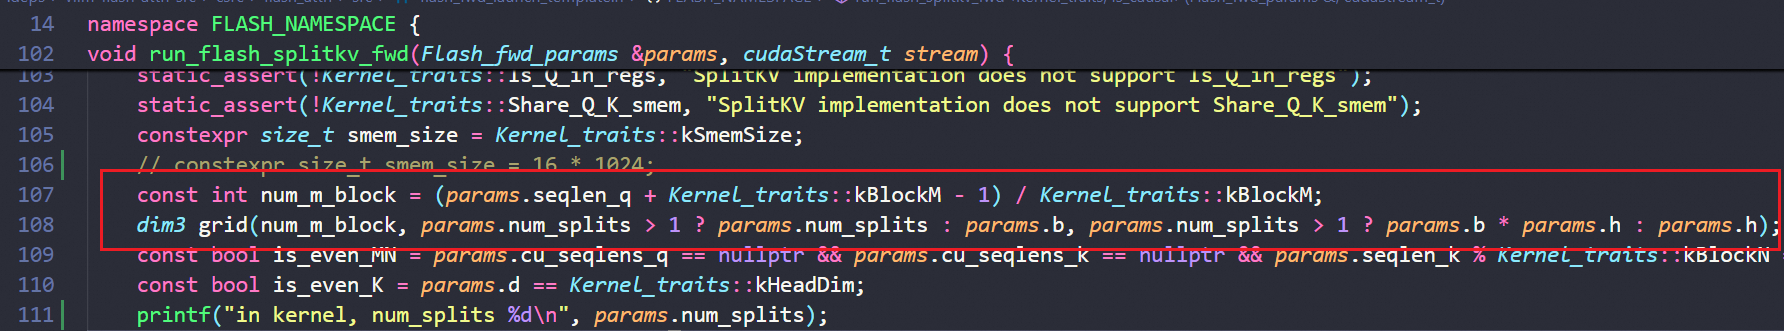 14 namespace FLASH_NAMESPACE {
102 void run_flash_splitkv_fwd(Flash_fwd_params &params, cudaStream_t stream) {
103 static_assert(!Kernel_traits::Is_Q_in_regs, "SplitKV implementation does not support Is_Q_in_regs");
104 static_assert(!Kernel_traits::Share_Q_K_smem, "SplitKV implementation does not support Share_Q_K_smem");
105 constexpr size_t smem_size = Kernel_traits::kSmemSize;
106 // constexpr size_t smem_size = 16 * 1024;
107 const int num_m_block = (params.seqlen_q + Kernel_traits::kBlockM - 1) / Kernel_traits::kBlockM;
108 dim3 grid(num_m_block, params.num_splits > 1 ? params.num_splits : params.b, params.num_splits > 1 ? params.b * params.h : params.h);
109 const bool is_even_MN = params.cu_seqlens_q == nullptr && params.cu_seqlens_k == nullptr && params.seqlen_k % Kernel_traits::kBlockN =
110 const bool is_even_K = params.d == Kernel_traits::kHeadDim;
111 printf("in kernel, num_splits %d\n", params.num_splits);